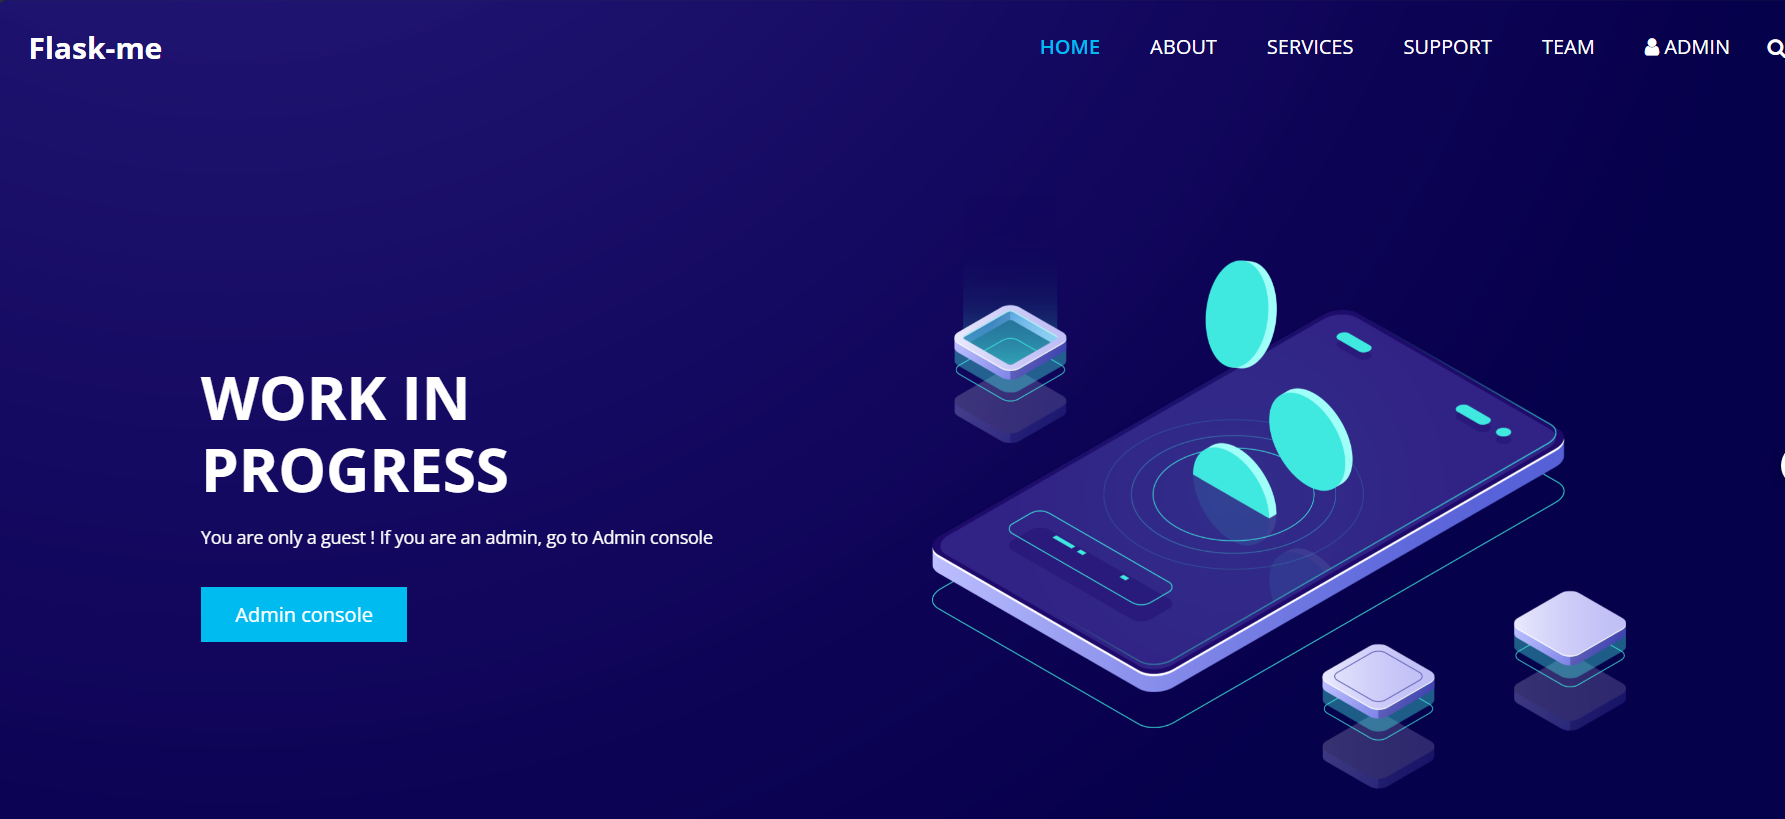 Flask-me
HOME ABOUT SERVICES SUPPORT TEAM ADMIN
WORK IN
PROGRESS
You are only a guest ! If you are an admin, go to Admin console
Admin console